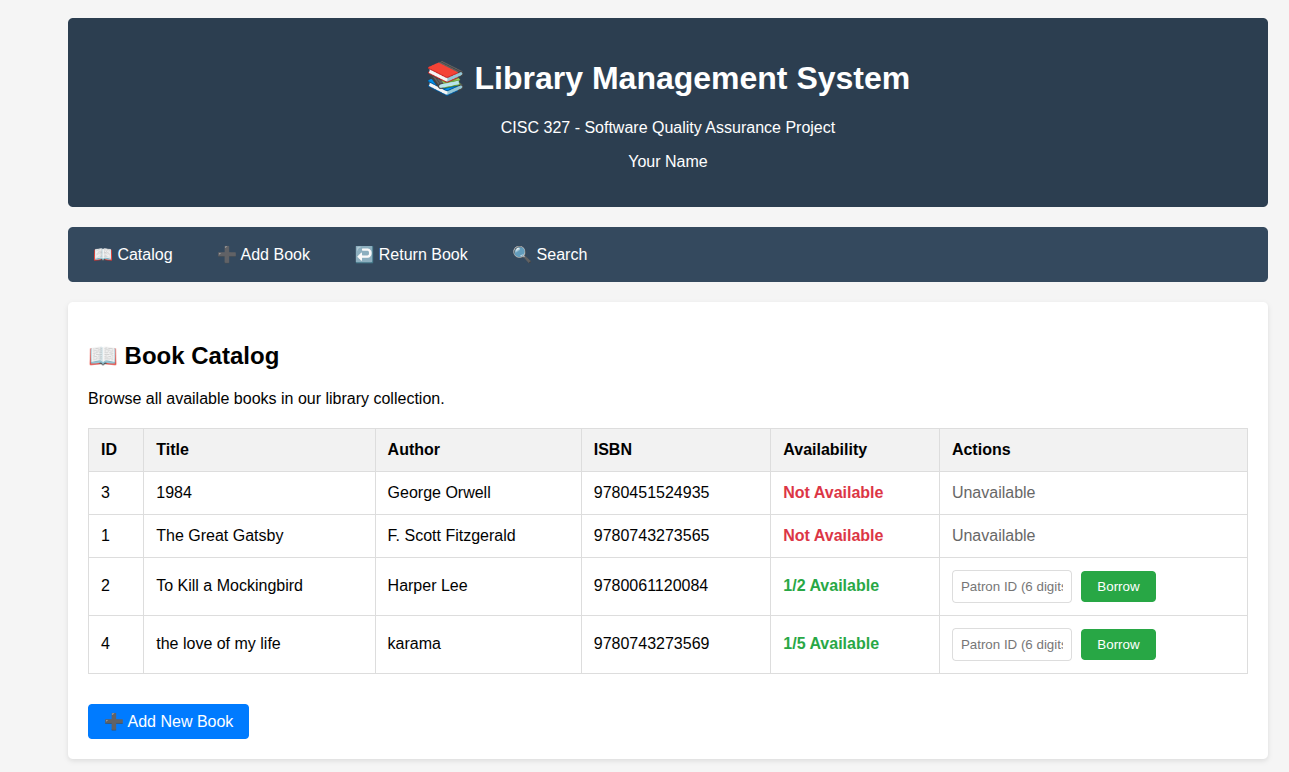 📚 Library Management System
CISC 327 - Software Quality Assurance Project
Your Name
📖 Catalog ➕ Add Book ↩️ Return Book 🔍 Search
📖 Book Catalog
Browse all available books in our library collection.
ID Title Author ISBN Availability Actions
3 1984 George Orwell 9780451524935 Not Available Unavailable
1 The Great Gatsby F. Scott Fitzgerald 9780743273565 Not Available Unavailable
2 To Kill a Mockingbird Harper Lee 9780061120084 1/2 Available Patron ID (6 digits Borrow
4 the love of my life karama 9780743273569 1/5 Available Patron ID (6 digits Borrow
➕ Add New Book